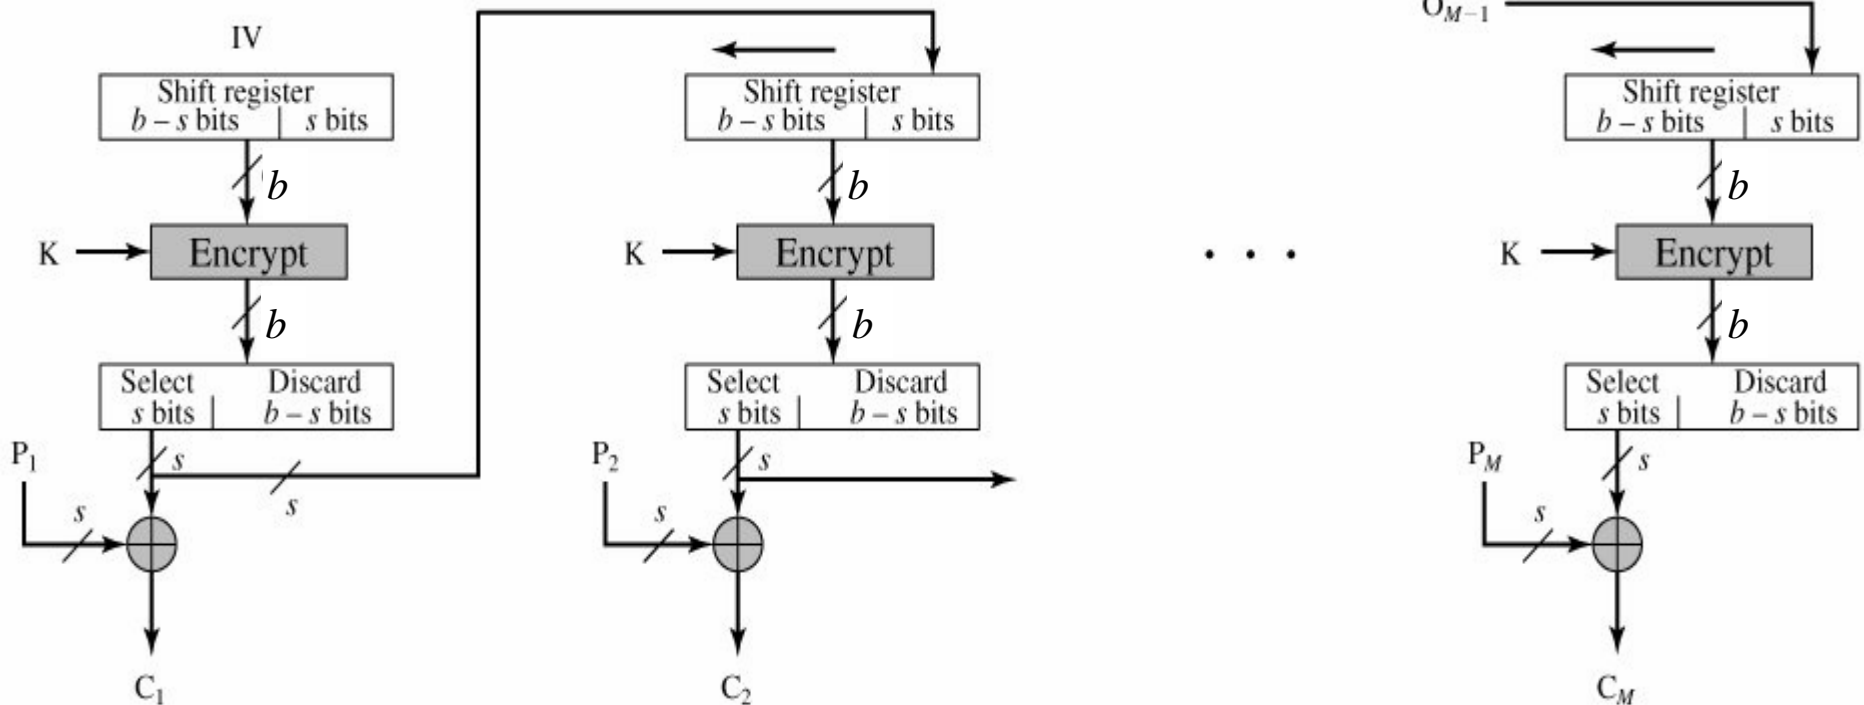 IV
Shift register
b – s bits | s bits
b
K
Encrypt
b
Select Discard
s bits | b – s bits
P1
s
s
s
C1
Shift register
b – s bits | s bits
b
K
Encrypt
b
Select Discard
s bits | b – s bits
P2
s
s
C2
. . .
OM–1
Shift register
b – s bits | s bits
b
K
Encrypt
b
Select Discard
s bits | b – s bits
PM
s
s
CM